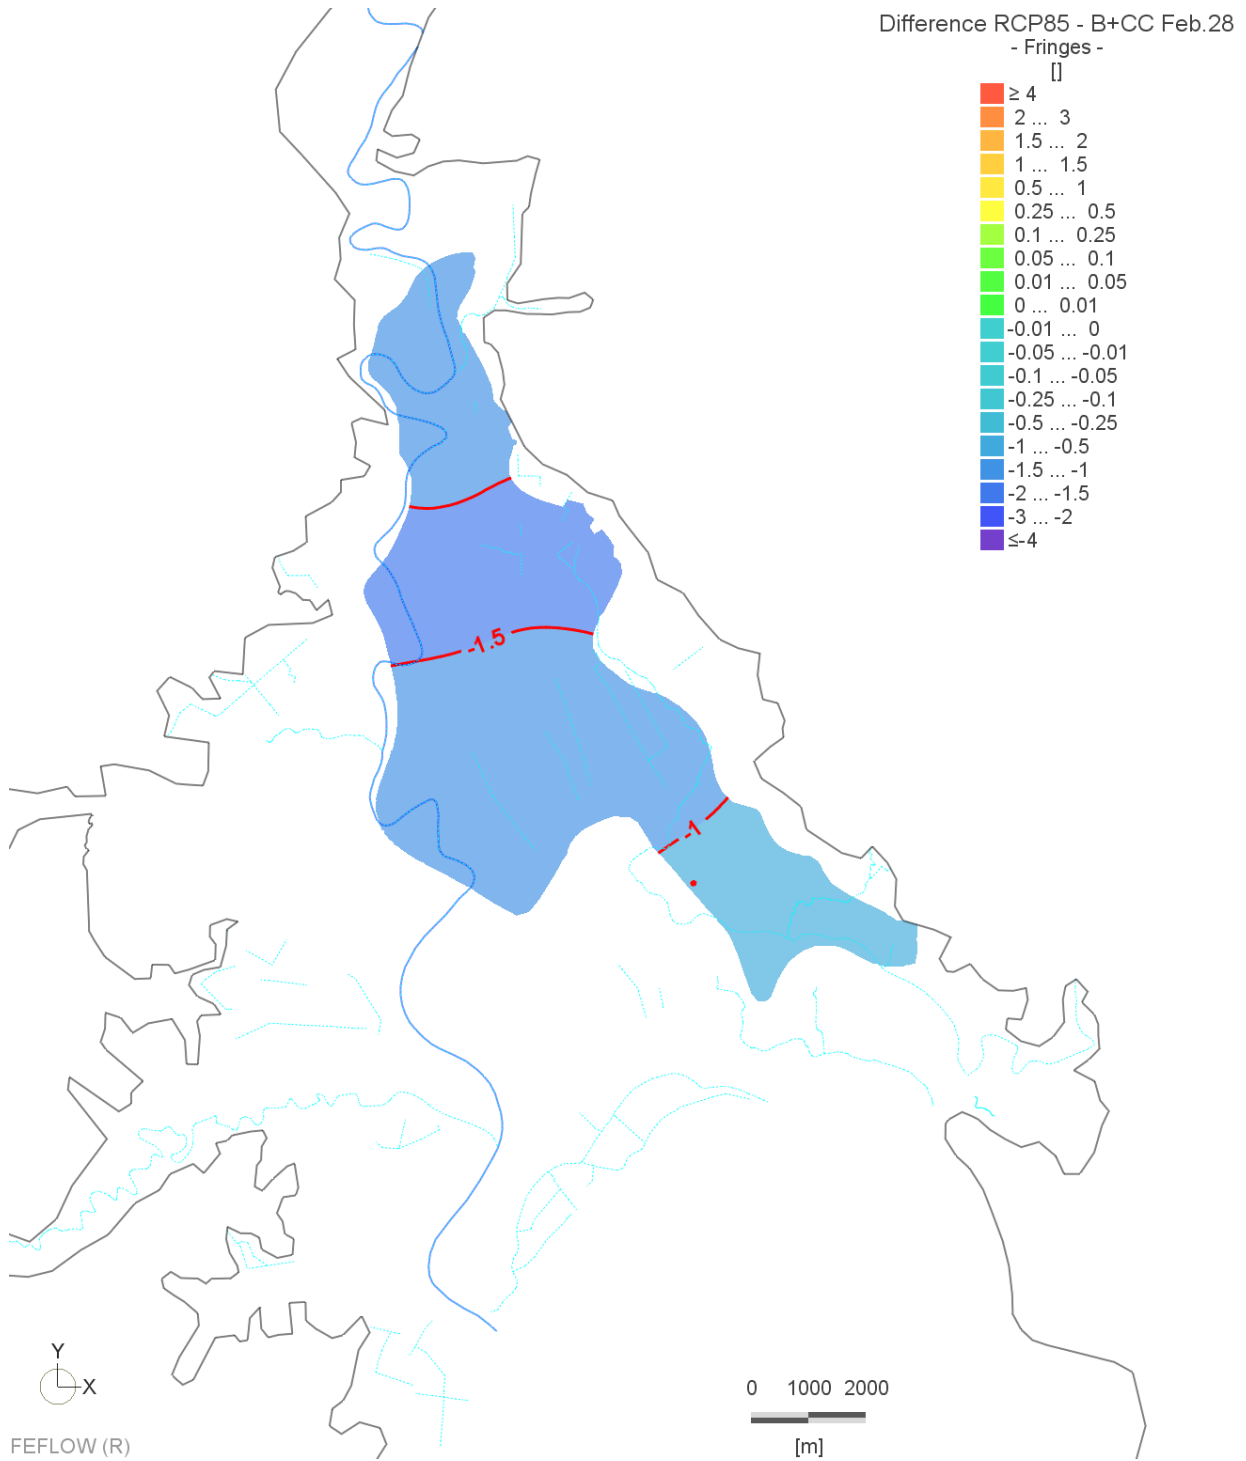 Difference RCP85 - B+CC Feb.28
- Fringes -
[]
≥ 4
2 ... 3
1.5 ... 2
1 ... 1.5
0.5 ... 1
0.25 ... 0.5
0.1 ... 0.25
0.05 ... 0.1
0.01 ... 0.05
0 ... 0.01
-0.01 ... 0
-0.05 ... -0.01
-0.1 ... -0.05
-0.25 ... -0.1
-0.5 ... -0.25
-1 ... -0.5
-1.5 ... -1
-2 ... -1.5
-3 ... -2
≤-4
-1.5
-1
Y
X
0 1000 2000
[m]
FEFLOW (R)